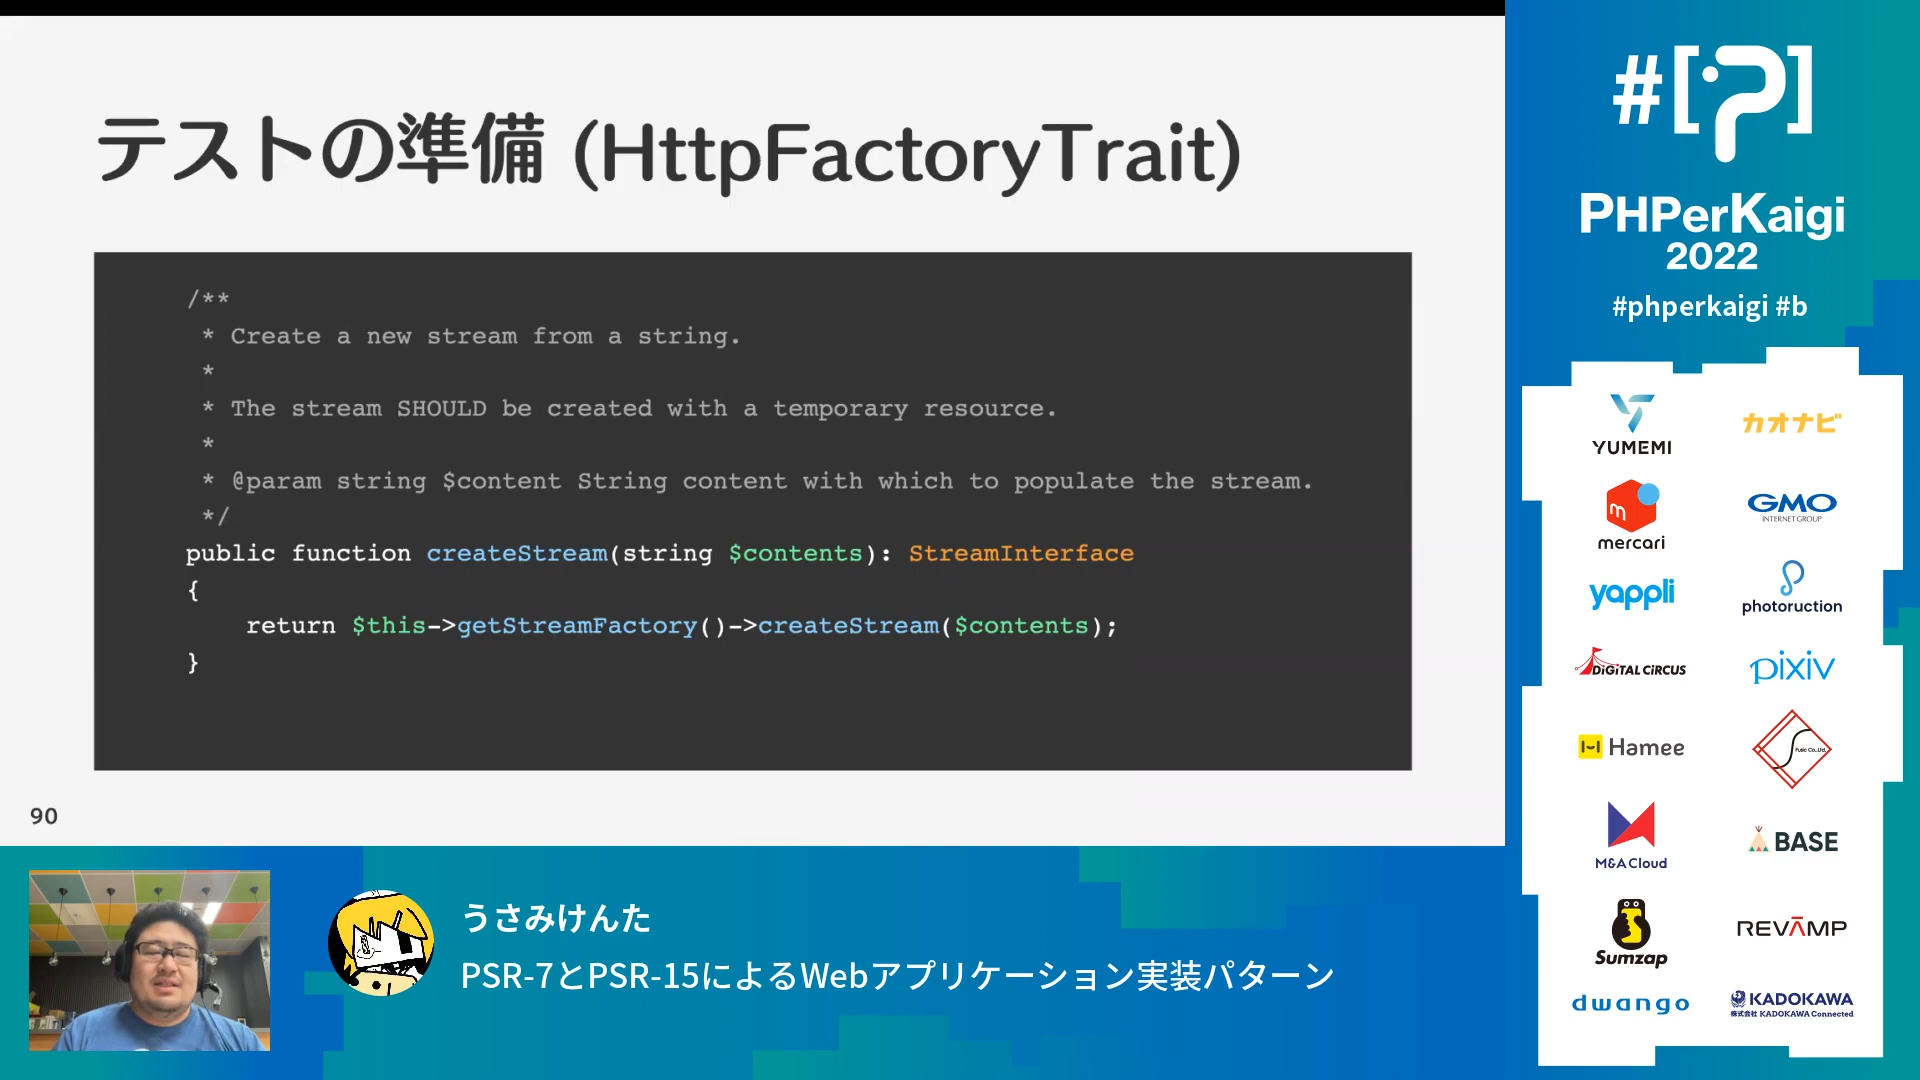 テストの準備 (HttpFactoryTrait)
/**
 * Create a new stream from a string.
 *
 * The stream SHOULD be created with a temporary resource.
 *
 * @param string $content String content with which to populate the stream.
 */
public function createStream(string $contents): StreamInterface
{
    return $this->getStreamFactory()->createStream($contents);
}
90
うさみけんた
PSR-7とPSR-15によるWebアプリケーション実装パターン
#[?]
PHPerKaigi
2022
#phperkaigi #b
YUMEMI
カオナビ
mercari
GMO
INTERNET GROUP
yappli
photoruction
DIGITAL CIRCUS
pixiv
Hamee
Fusic Co.,Ltd.
M&A Cloud
BASE
Sumzap
REVAMP
dwango
KADOKAWA
株式会社 KADOKAWA Connected